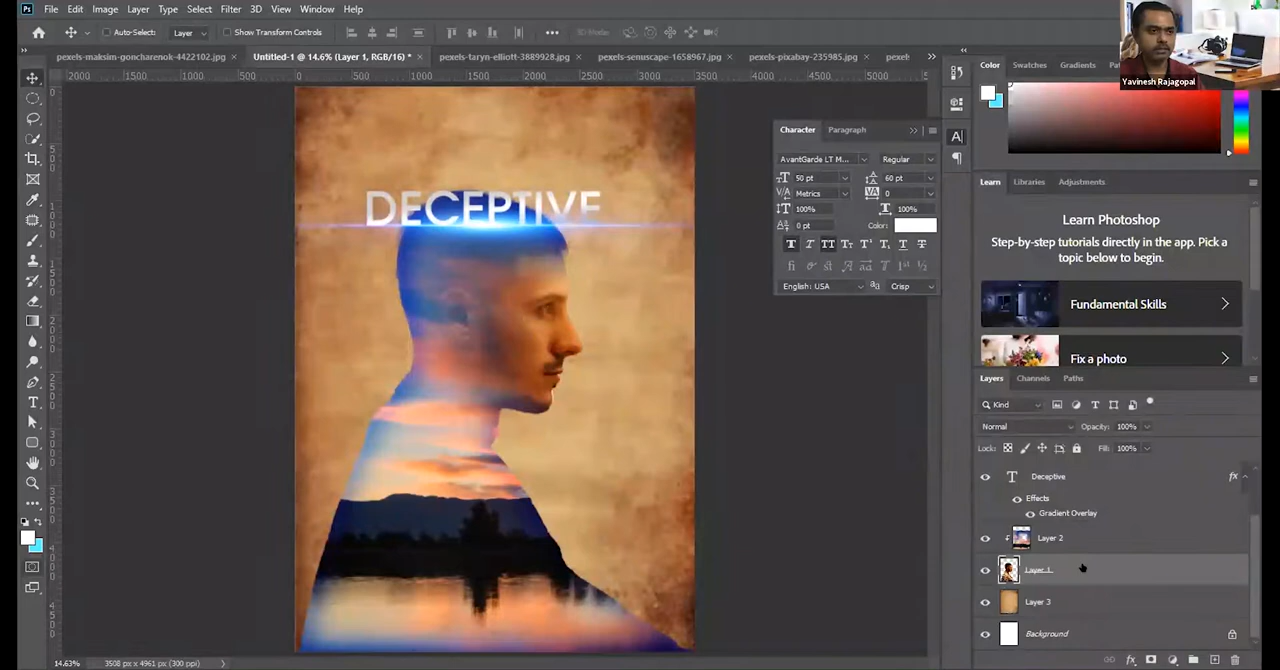 Ps File Edit Image Layer Type Select Filter 3D View Window Help
Auto-Select: Layer Show Transform Controls 3D Mode:
pexels-maksim-goncharenok-4422102.jpg × Untitled-1 @ 14.6% (Layer 1, RGB/16) * × pexels-taryn-elliott-3889928.jpg × pexels-senuscape-1658967.jpg × pexels-pixabay-235985.jpg × pexels
Yavinesh Rajagopal
Color Swatches Gradients
DECEPTIVE
Character Paragraph
AvantGarde LT M... Regular
50 pt 60 pt
Metrics 0
100% 100%
0 pt Color:
English: USA aa Crisp
Learn Libraries Adjustments
Learn Photoshop
Step-by-step tutorials directly in the app. Pick a
topic below to begin.
Fundamental Skills
Fix a photo
Layers Channels Paths
Kind
Normal Opacity: 100%
Lock: Fill: 100%
T Deceptive fx
Effects
Gradient Overlay
Layer 2
Layer 1
Layer 3
Background
14.63% 3508 px x 4961 px (300 ppi)